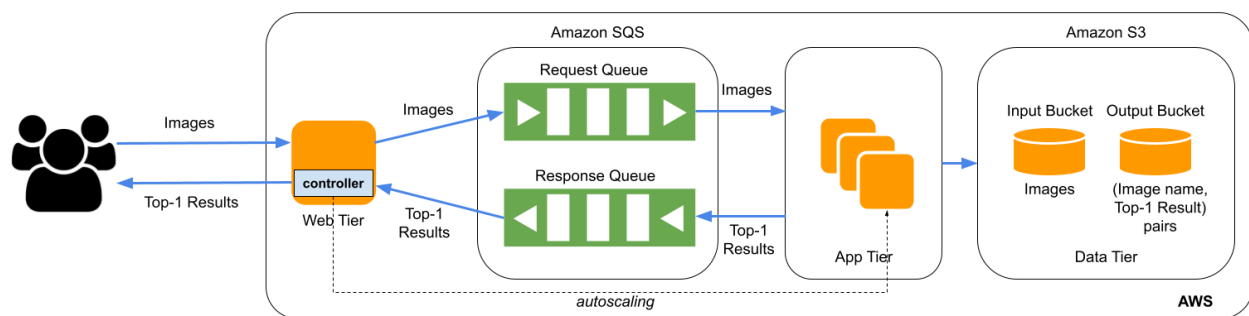 Amazon SQS
Amazon S3
Request Queue
Images
Images
Images
Input Bucket
Output Bucket
controller
Response Queue
Top-1 Results
Web Tier
Top-1
Results
Top-1
Results
App Tier
Images
(Image name,
Top-1 Result)
pairs
Data Tier
autoscaling
AWS